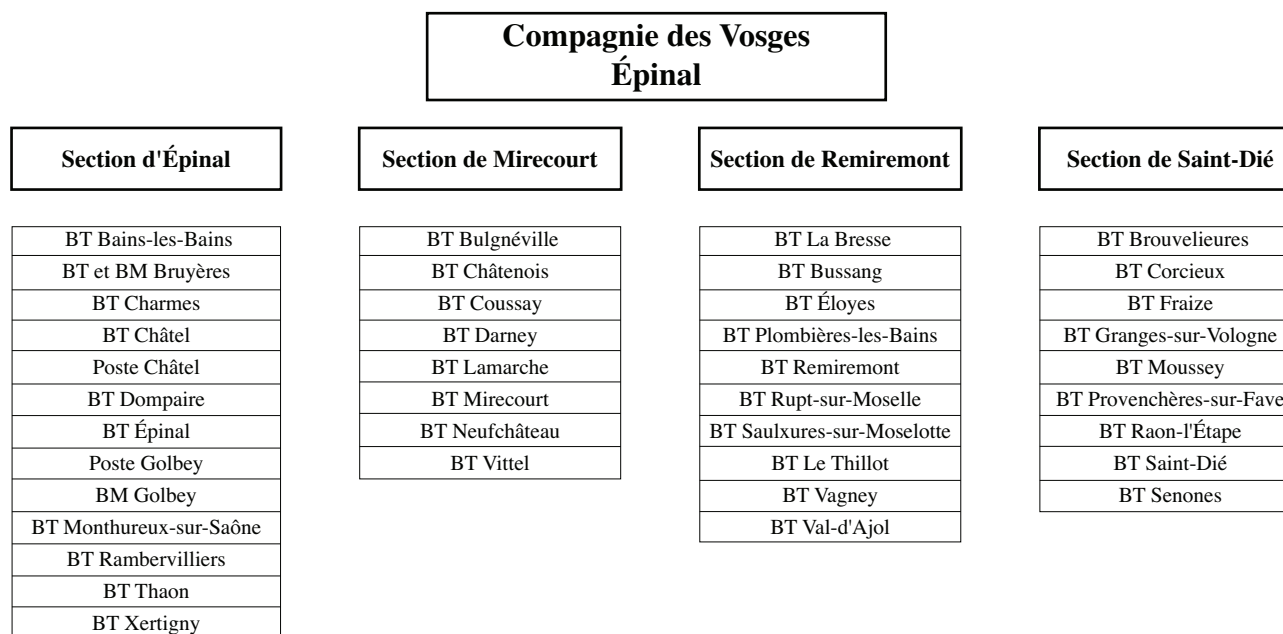 Compagnie des Vosges
Épinal
Section d'Épinal
BT Bains-les-Bains
BT et BM Bruyères
BT Charmes
BT Châtel
Poste Châtel
BT Dompaire
BT Épinal
Poste Golbey
BM Golbey
BT Monthureux-sur-Saône
BT Rambervilliers
BT Thaon
BT Xertigny
Section de Mirecourt
BT Bulgnéville
BT Châtenois
BT Coussay
BT Darney
BT Lamarche
BT Mirecourt
BT Neufchâteau
BT Vittel
Section de Remiremont
BT La Bresse
BT Bussang
BT Éloyes
BT Plombières-les-Bains
BT Remiremont
BT Rupt-sur-Moselle
BT Saulxures-sur-Moselotte
BT Le Thillot
BT Vagney
BT Val-d'Ajol
Section de Saint-Dié
BT Brouvelieures
BT Corcieux
BT Fraize
BT Granges-sur-Vologne
BT Moussey
BT Provenchères-sur-Fave
BT Raon-l'Étape
BT Saint-Dié
BT Senones